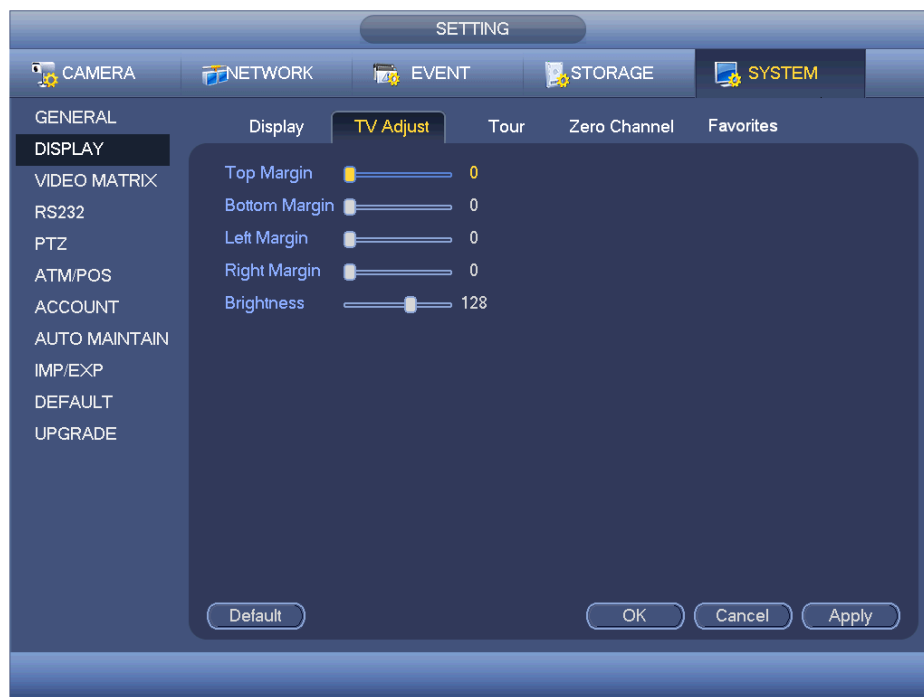 SETTING
CAMERA NETWORK EVENT STORAGE SYSTEM
GENERAL
DISPLAY
VIDEO MATRIX
RS232
PTZ
ATM/POS
ACCOUNT
AUTO MAINTAIN
IMP/EXP
DEFAULT
UPGRADE
Display TV Adjust Tour Zero Channel Favorites
Top Margin 0
Bottom Margin 0
Left Margin 0
Right Margin 0
Brightness 128
Default OK Cancel Apply